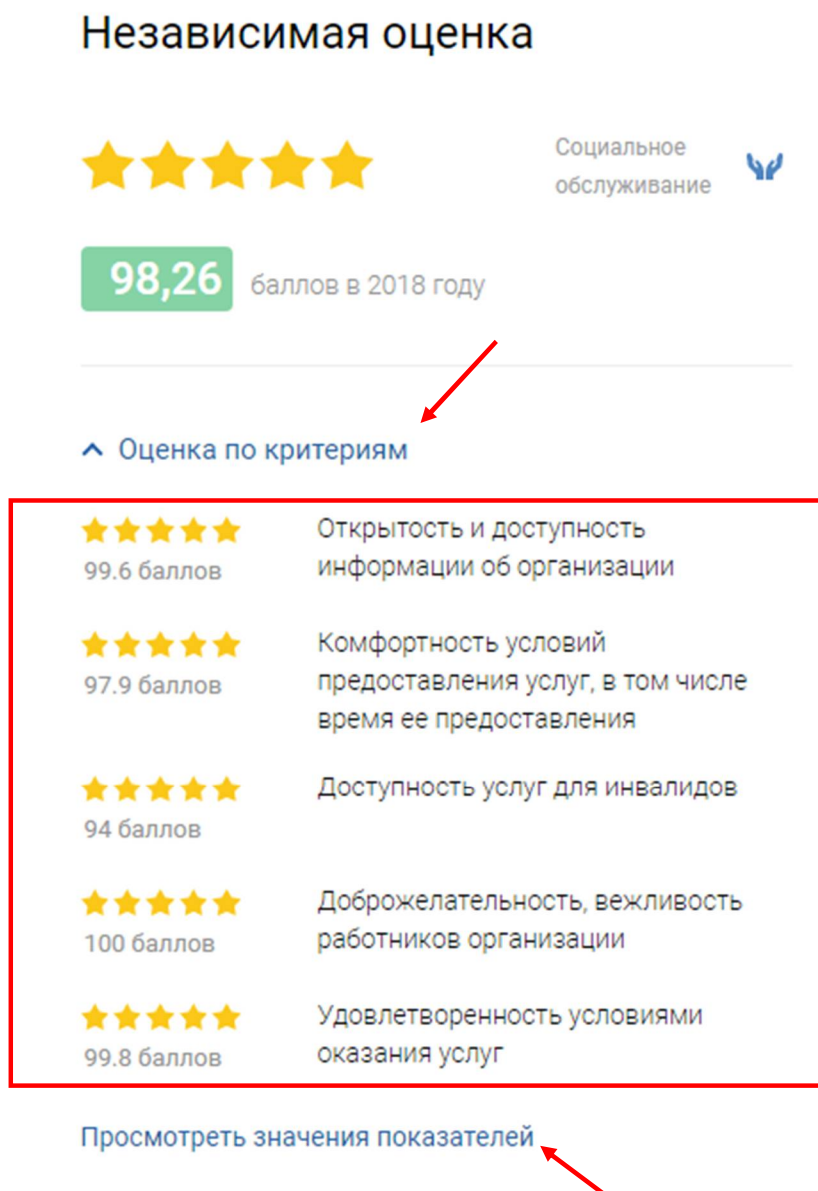 Независимая оценка
Социальное
обслуживание
98,26 баллов в 2018 году
Оценка по критериям
Открытость и доступность
информации об организации
99.6 баллов
Комфортность условий
предоставления услуг, в том числе
время ее предоставления
97.9 баллов
Доступность услуг для инвалидов
94 баллов
Доброжелательность, вежливость
работников организации
100 баллов
Удовлетворенность условиями
оказания услуг
99.8 баллов
Просмотреть значения показателей